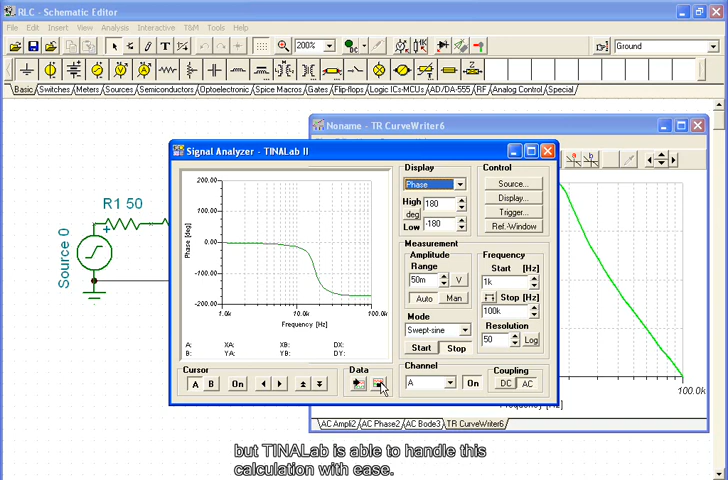 RLC - Schematic Editor
File Edit Insert View Analysis Interactive T&M Tools Help
200%
DC
Ground
Basic Switches Meters Sources Semiconductors Optoelectronic Spice Macros Gates Flip-flops Logic ICs-MCUs AD/DA-555 RF Analog Control Special
Noname - TR CurveWriter6
a b
Signal Analyzer - TINALab II
R1 50
Source 0
200.00
100.00
0.00
-100.00
-200.00
Phase [deg]
1.0k 10.0k 100.0k
Frequency [Hz]
A: XA: XB: DX:
B: YA: YB: DY:
Cursor
A B On
Data
Display
Phase
High 180
deg
Low -180
Control
Source...
Display...
Trigger...
Ref.-Window
Measurement
Amplitude
Range
50m V
Auto Man
Mode
Swept-sine
Start Stop
Frequency
Start [Hz]
1k
Stop [Hz]
100k
Resolution
50 Log
Channel
A On
Coupling
DC AC
100.0k
Frequency [Hz]
AC Ampli2 AC Phase2 AC Bode3 TR CurveWriter6
but TINALab is able to handle this
calculation with ease.